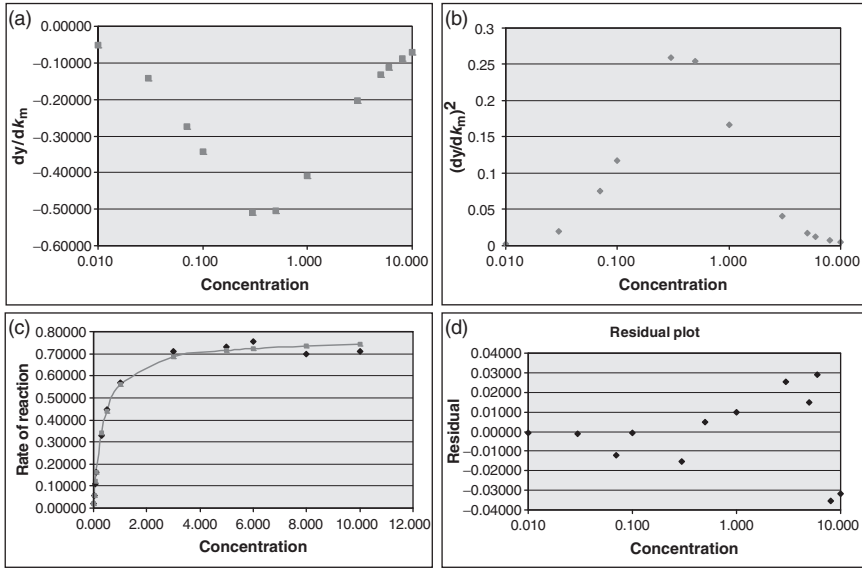 (a)
0.00000
−0.10000
−0.20000
−0.30000
−0.40000
−0.50000
−0.60000
dy/dkm
0.010 0.100 1.000 10.000
Concentration
(b)
0.3
0.25
0.2
0.15
0.1
0.05
0
(dy/dkm)2
0.010 0.100 1.000 10.000
Concentration
(c)
0.80000
0.70000
0.60000
0.50000
0.40000
0.30000
0.20000
0.10000
0.00000
Rate of reaction
0.000 2.000 4.000 6.000 8.000 10.000 12.000
Concentration
(d)
Residual plot
0.04000
0.03000
0.02000
0.01000
0.00000
−0.01000
−0.02000
−0.03000
−0.04000
Residual
0.010 0.100 1.000 10.000
Concentration